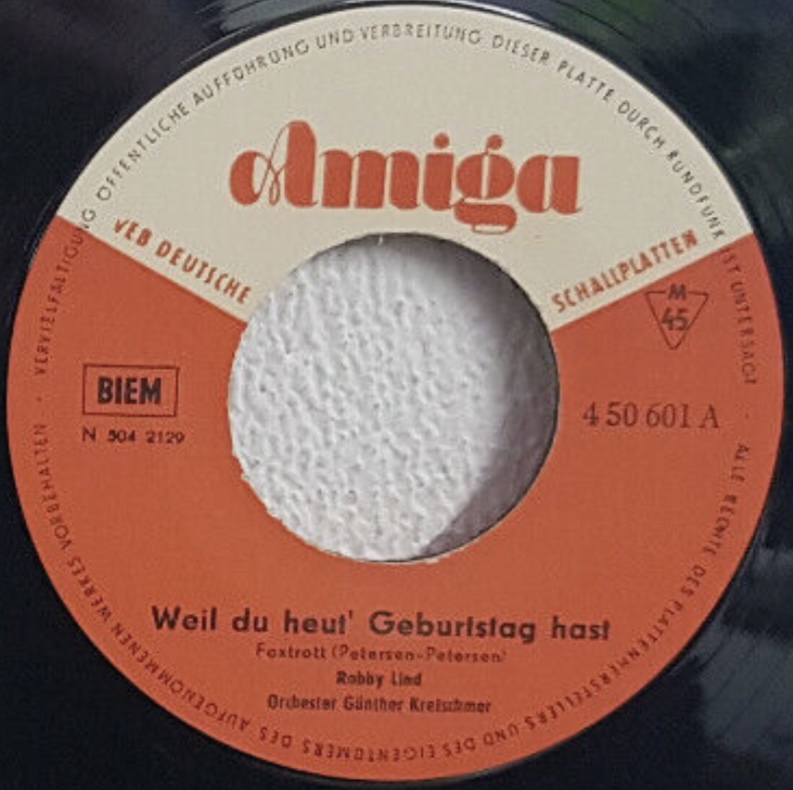 ALLE RECHTE DES PLATTENHERSTELLERS UND DES EIGENTÜMERS DES AUFGENOMMENEN WERKES VORBEHALTEN · VERVIELFÄLTIGUNG ÖFFENTLICHE AUFFÜHRUNG UND VERBREITUNG DIESER PLATTE DURCH RUNDFUNK IST UNTERSAGT ·
Amiga
VEB DEUTSCHE SCHALLPLATTEN
M
45
BIEM
N 504 2129
4 50 601 A
Weil du heut' Geburtstag hast
Foxtrott (Petersen-Petersen)
Robby Lind
Orchester Günther Kretschmer